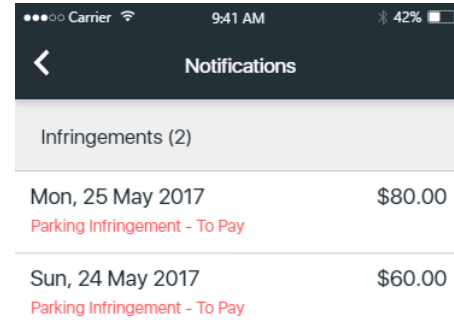 Carrier 9:41 AM 42%
Notifications
Infringements (2)
Mon, 25 May 2017 $80.00
Parking Infringement - To Pay
Sun, 24 May 2017 $60.00
Parking Infringement - To Pay